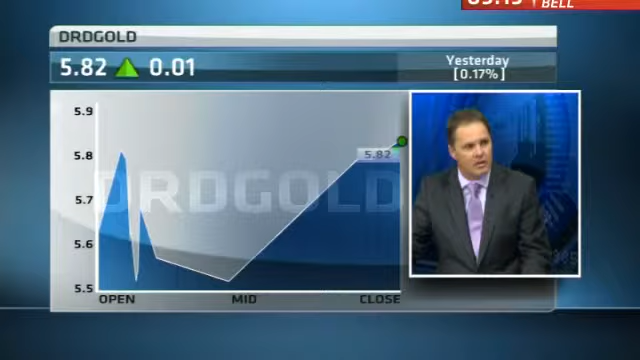 BELL
DRDGOLD
5.82 0.01
Yesterday
[0.17%]
5.9
5.8
5.7
5.6
5.5
DRDGOLD
5.82
OPEN MID CLOSE